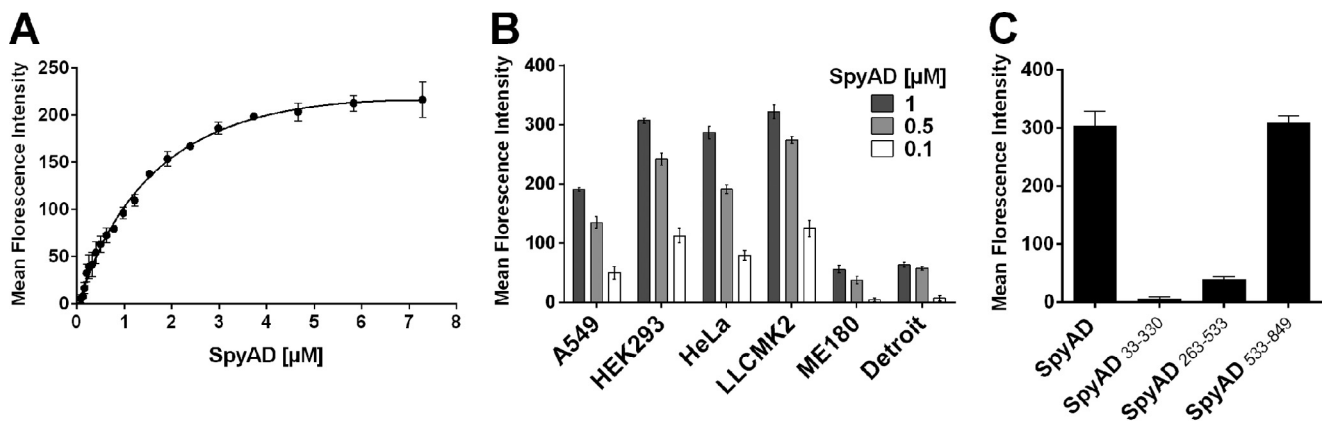 A
Mean Florescence Intensity
250
200
150
100
50
0
0 1 2 3 4 5 6 7 8
SpyAD [µM]
B
Mean Florescence Intensity
400
300
200
100
0
SpyAD [µM]
1
0.5
0.1
A549
HEK293
HeLa
LLCMK2
ME180
Detroit
C
Mean Florescence Intensity
400
300
200
100
0
SpyAD
SpyAD 33-330
SpyAD 263-533
SpyAD 533-849